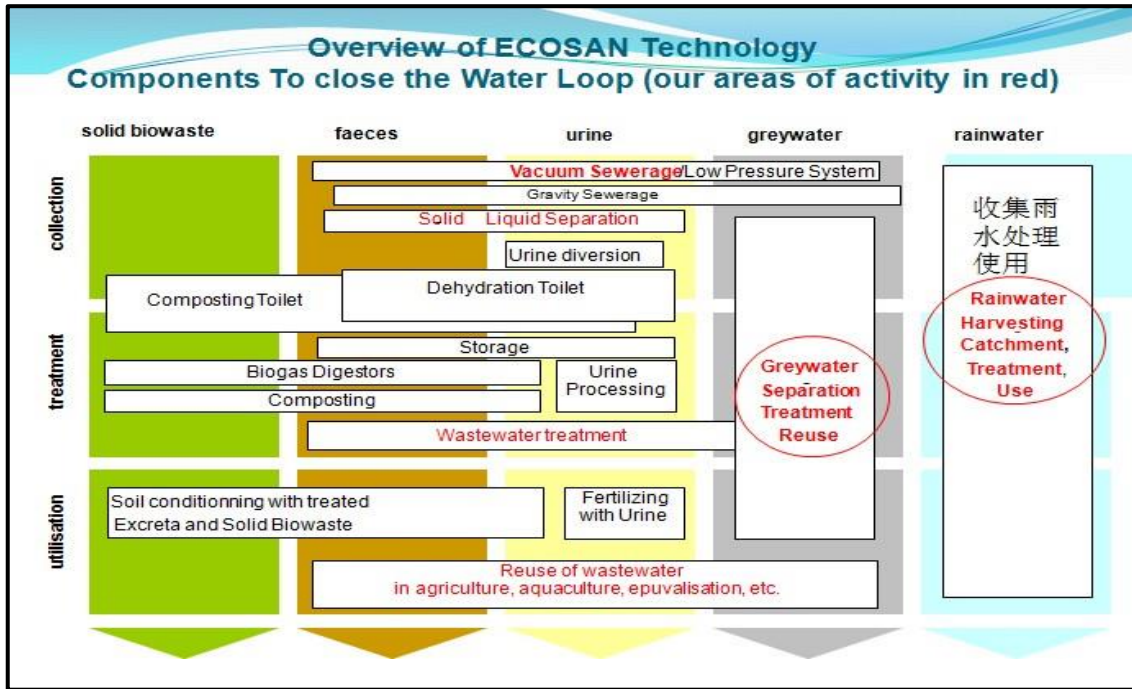 Overview of ECOSAN Technology
Components To close the Water Loop (our areas of activity in red)
solid biowaste
faeces
urine
greywater
rainwater
collection
Vacuum Sewerage/Low Pressure System
Gravity Sewerage
Solid - Liquid Separation
Urine diversion
Composting Toilet
Dehydration Toilet
收集雨
水处理
使用
Rainwater
Harvesting
-
Catchment,
Treatment,
Use
treatment
Storage
Biogas Digestors
Urine
Processing
Composting
Wastewater treatment
Greywater
-
Separation
Treatment
Reuse
utilisation
Soil conditionning with treated
Excreta and Solid Biowaste
Fertilizing
with Urine
Reuse of wastewater
in agriculture, aquaculture, epuvalisation, etc.